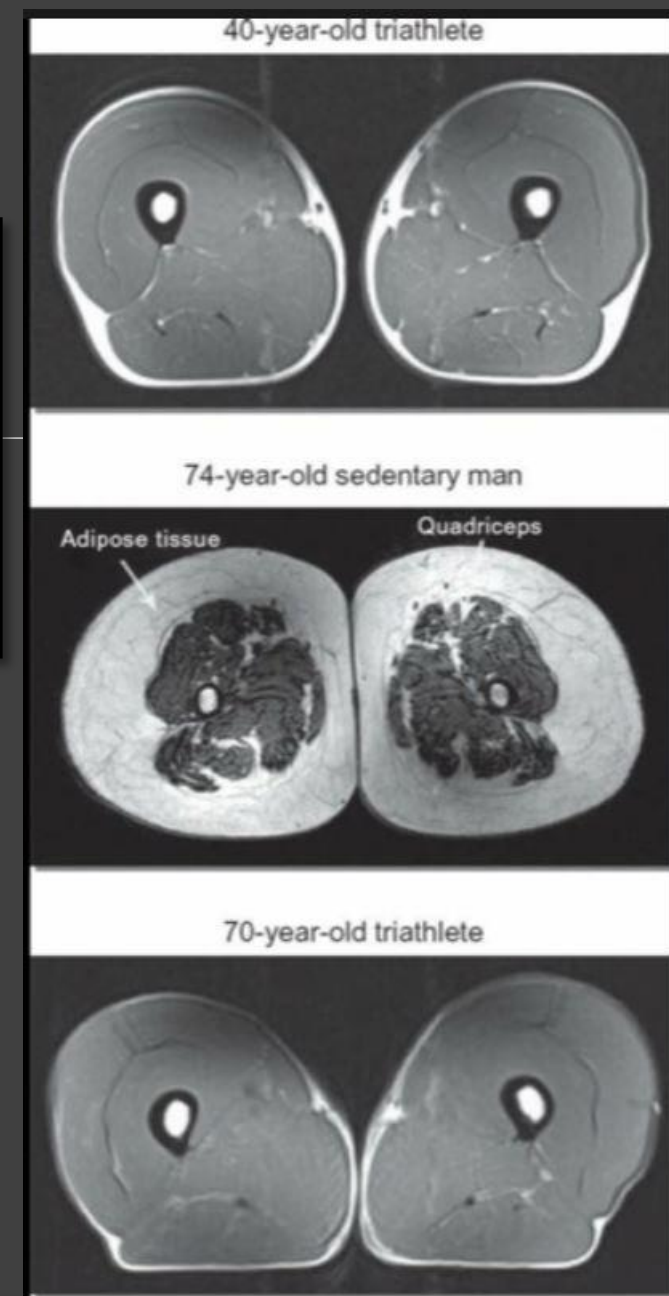 40-year-old triathlete
74-year-old sedentary man
Adipose tissue
Quadriceps
70-year-old triathlete